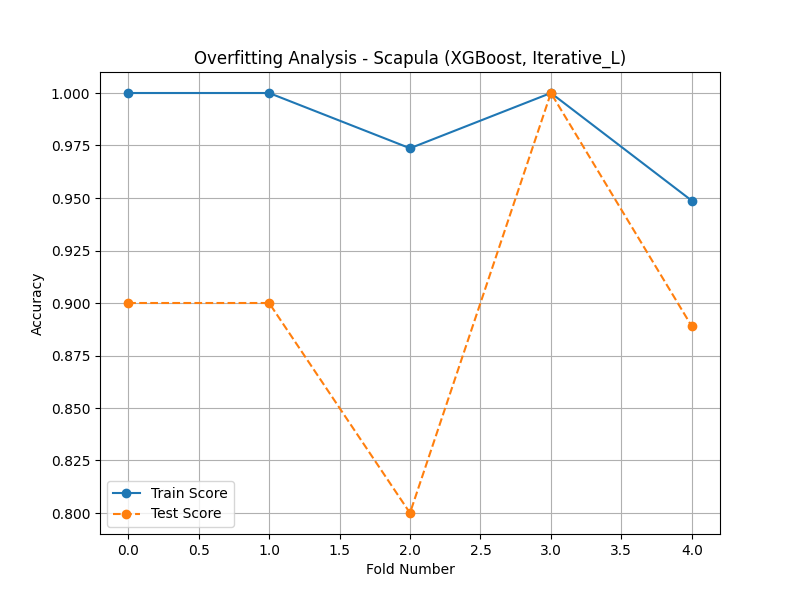 Overfitting Analysis - Scapula (XGBoost, Iterative_L)
1.000
0.975
0.950
0.925
0.900
0.875
0.850
0.825
0.800
Accuracy
Train Score
Test Score
0.0 0.5 1.0 1.5 2.0 2.5 3.0 3.5 4.0
Fold Number